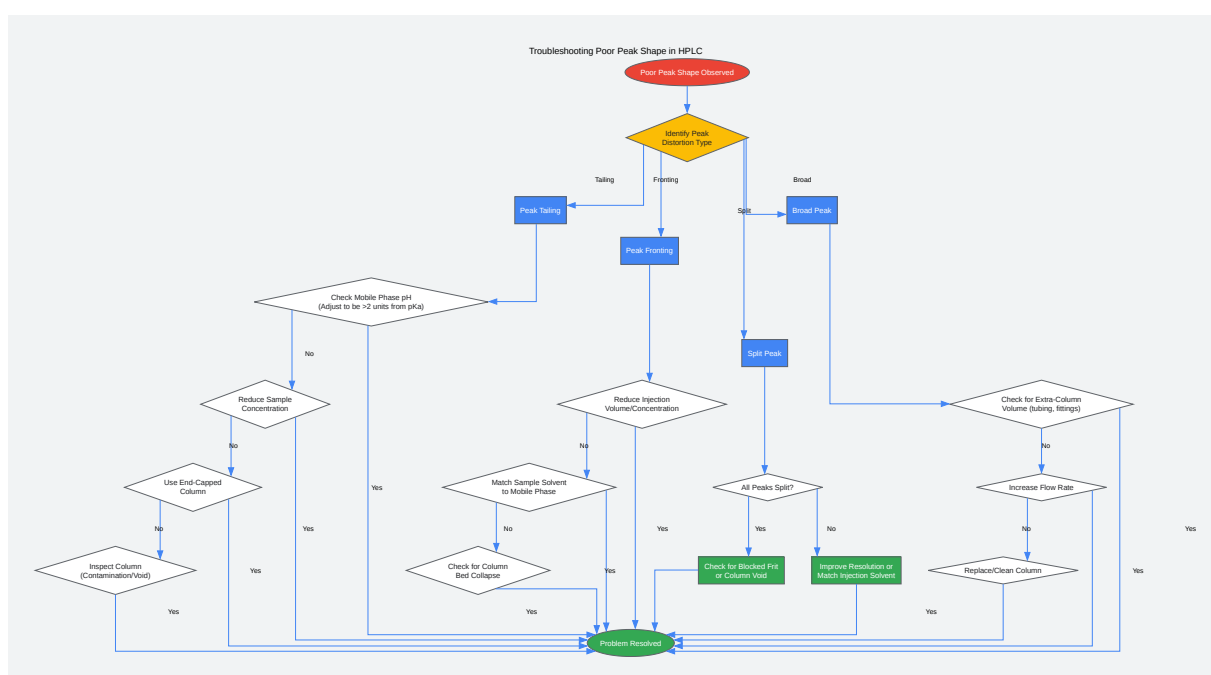 Troubleshooting Poor Peak Shape in HPLC
Poor Peak Shape Observed
Identify Peak
Distortion Type
Tailing
Fronting
Broad
Split
Peak Tailing
Broad Peak
Peak Fronting
Check Mobile Phase pH
(Adjust to be >2 units from pKa)
No
Split Peak
Reduce Sample
Concentration
Reduce Injection
Volume/Concentration
Check for Extra-Column
Volume (tubing, fittings)
No
No
No
Use End-Capped
Column
Yes
Match Sample Solvent
to Mobile Phase
All Peaks Split?
Increase Flow Rate
No
Yes
No
Yes
Yes
No
No
Yes
Inspect Column
(Contamination/Void)
Yes
Check for Column
Bed Collapse
Yes
Check for Blocked Frit
or Column Void
Improve Resolution or
Match Injection Solvent
Replace/Clean Column
Yes
Yes
Yes
Yes
Problem Resolved